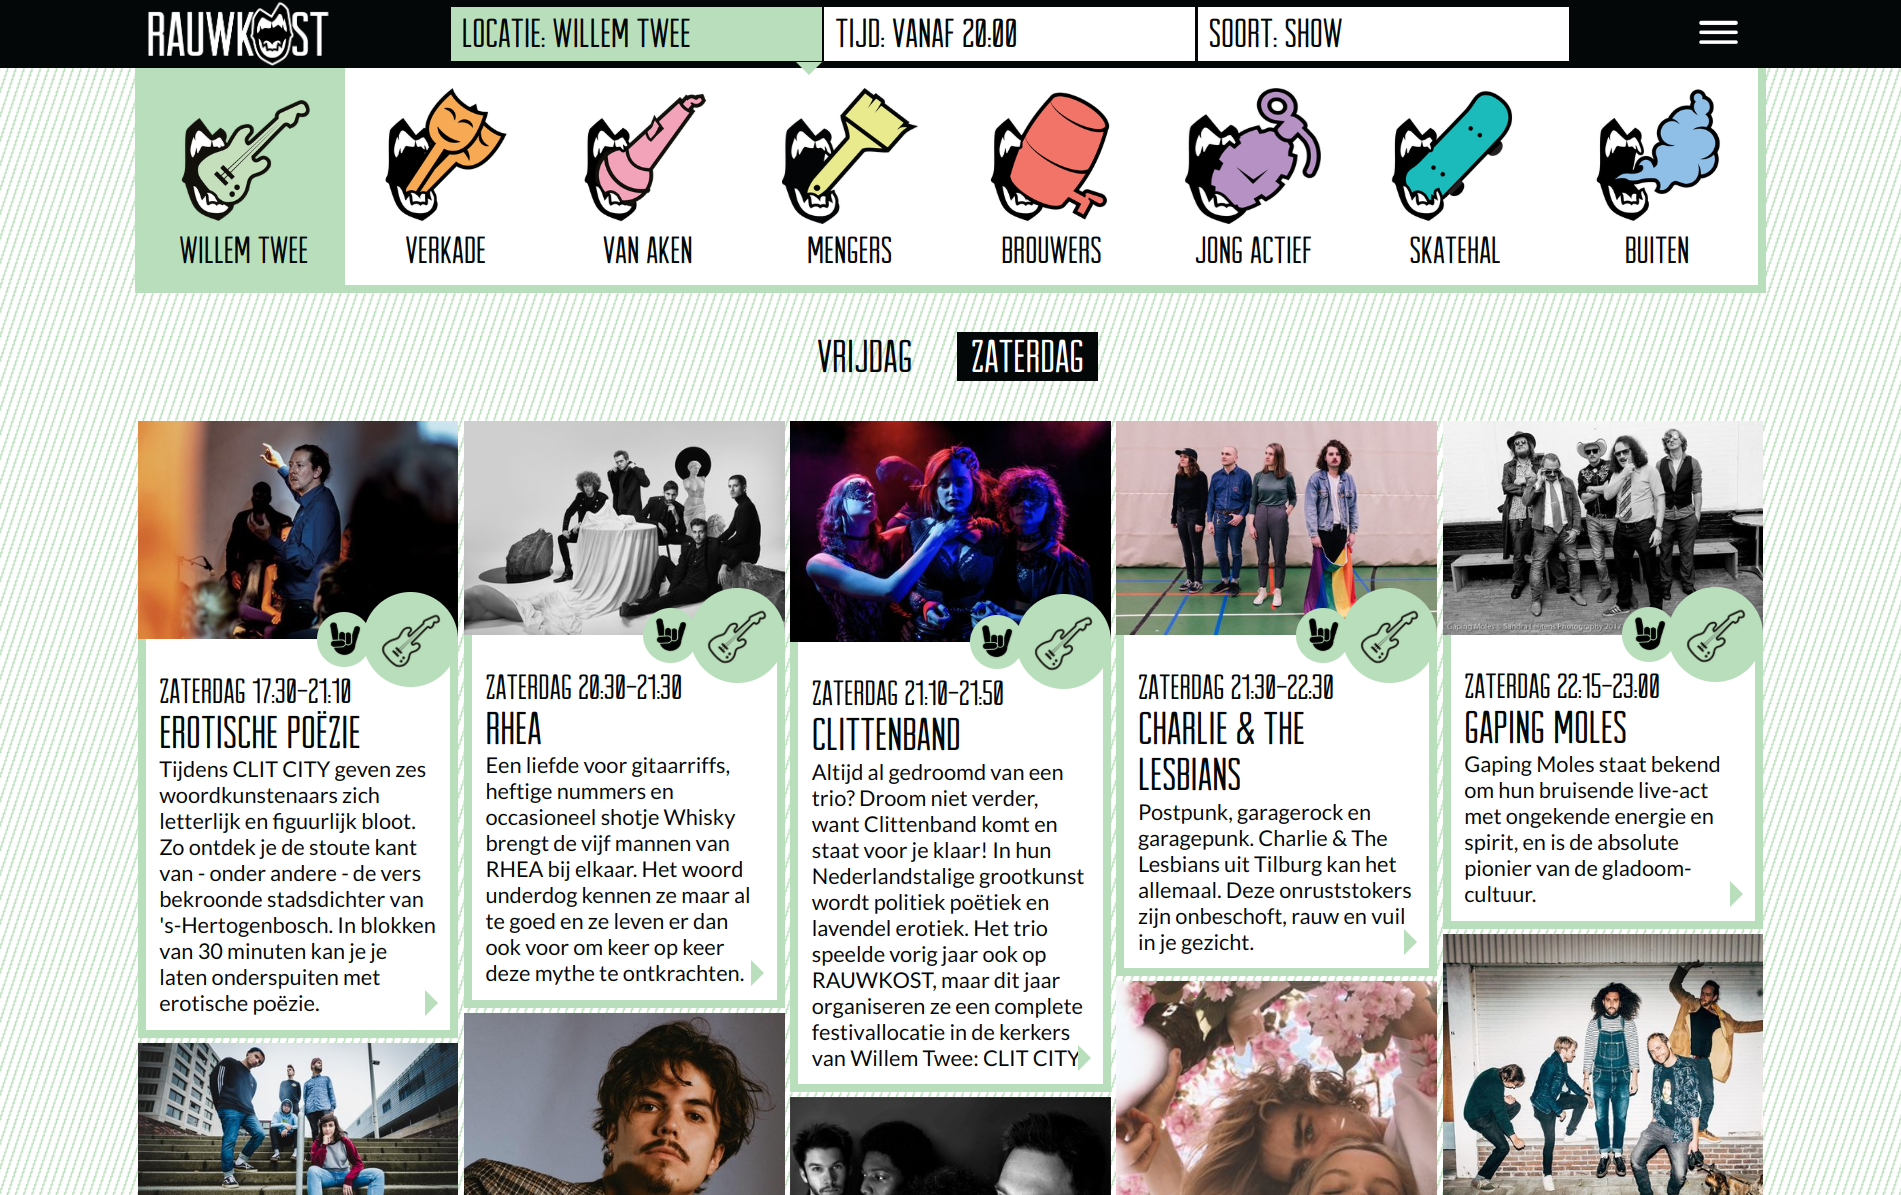 RAUWKOST
LOCATIE: WILLEM TWEE
TIJD: VANAF 20:00
SOORT: SHOW
WILLEM TWEE
VERKADE
VAN AKEN
MENGERS
BROUWERS
JONG ACTIEF
SKATEHAL
BUITEN
VRIJDAG
ZATERDAG
ZATERDAG 17:30-21:10
EROTISCHE POËZIE
Tijdens CLIT CITY geven zes
woordkunstenaars zich
letterlijk en figuurlijk bloot.
Zo ontdek je de stoute kant
van - onder andere - de vers
bekroonde stadsdichter van
's-Hertogenbosch. In blokken
van 30 minuten kan je je
laten onderspuiten met
erotische poëzie.
ZATERDAG 20:30-21:30
RHEA
Een liefde voor gitaarriffs,
heftige nummers en
occasioneel shotje Whisky
brengt de vijf mannen van
RHEA bij elkaar. Het woord
underdog kennen ze maar al
te goed en ze leven er dan
ook voor om keer op keer
deze mythe te ontkrachten.
ZATERDAG 21:10-21:50
CLITTENBAND
Altijd al gedroomd van een
trio? Droom niet verder,
want Clittenband komt en
staat voor je klaar! In hun
Nederlandstalige grootkunst
wordt politiek poëtiek en
lavendel erotiek. Het trio
speelde vorig jaar ook op
RAUWKOST, maar dit jaar
organiseren ze een complete
festivallocatie in de kerkers
van Willem Twee: CLIT CITY
ZATERDAG 21:30-22:30
CHARLIE & THE
LESBIANS
Postpunk, garagerock en
garagepunk. Charlie & The
Lesbians uit Tilburg kan het
allemaal. Deze onruststokers
zijn onbeschoft, rauw en vuil
in je gezicht.
Gaping Moles © Sandra Leijtens Photography 2017
ZATERDAG 22:15-23:00
GAPING MOLES
Gaping Moles staat bekend
om hun bruisende live-act
met ongekende energie en
spirit, en is de absolute
pionier van de gladoom-
cultuur.